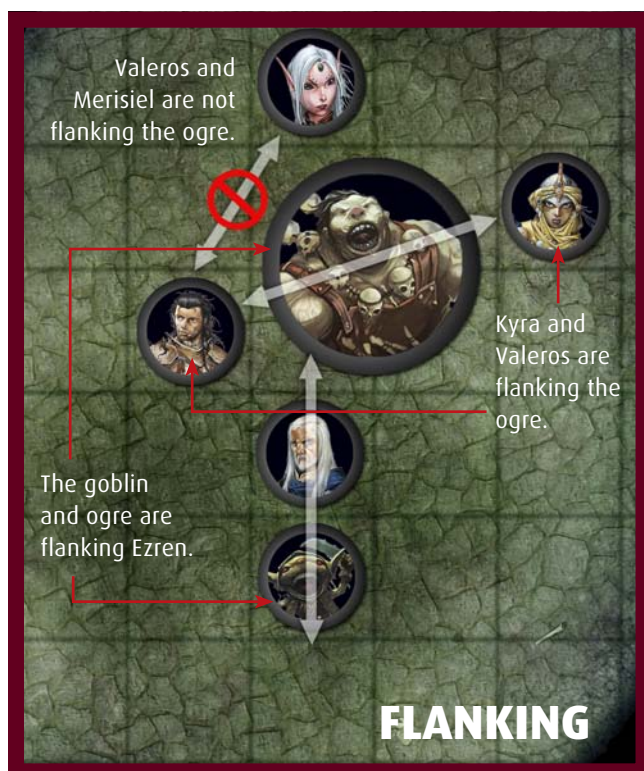 Valeros and
Merisiel are not
flanking the ogre.
Kyra and
Valeros are
flanking the
ogre.
The goblin
and ogre are
flanking Ezren.
FLANKING